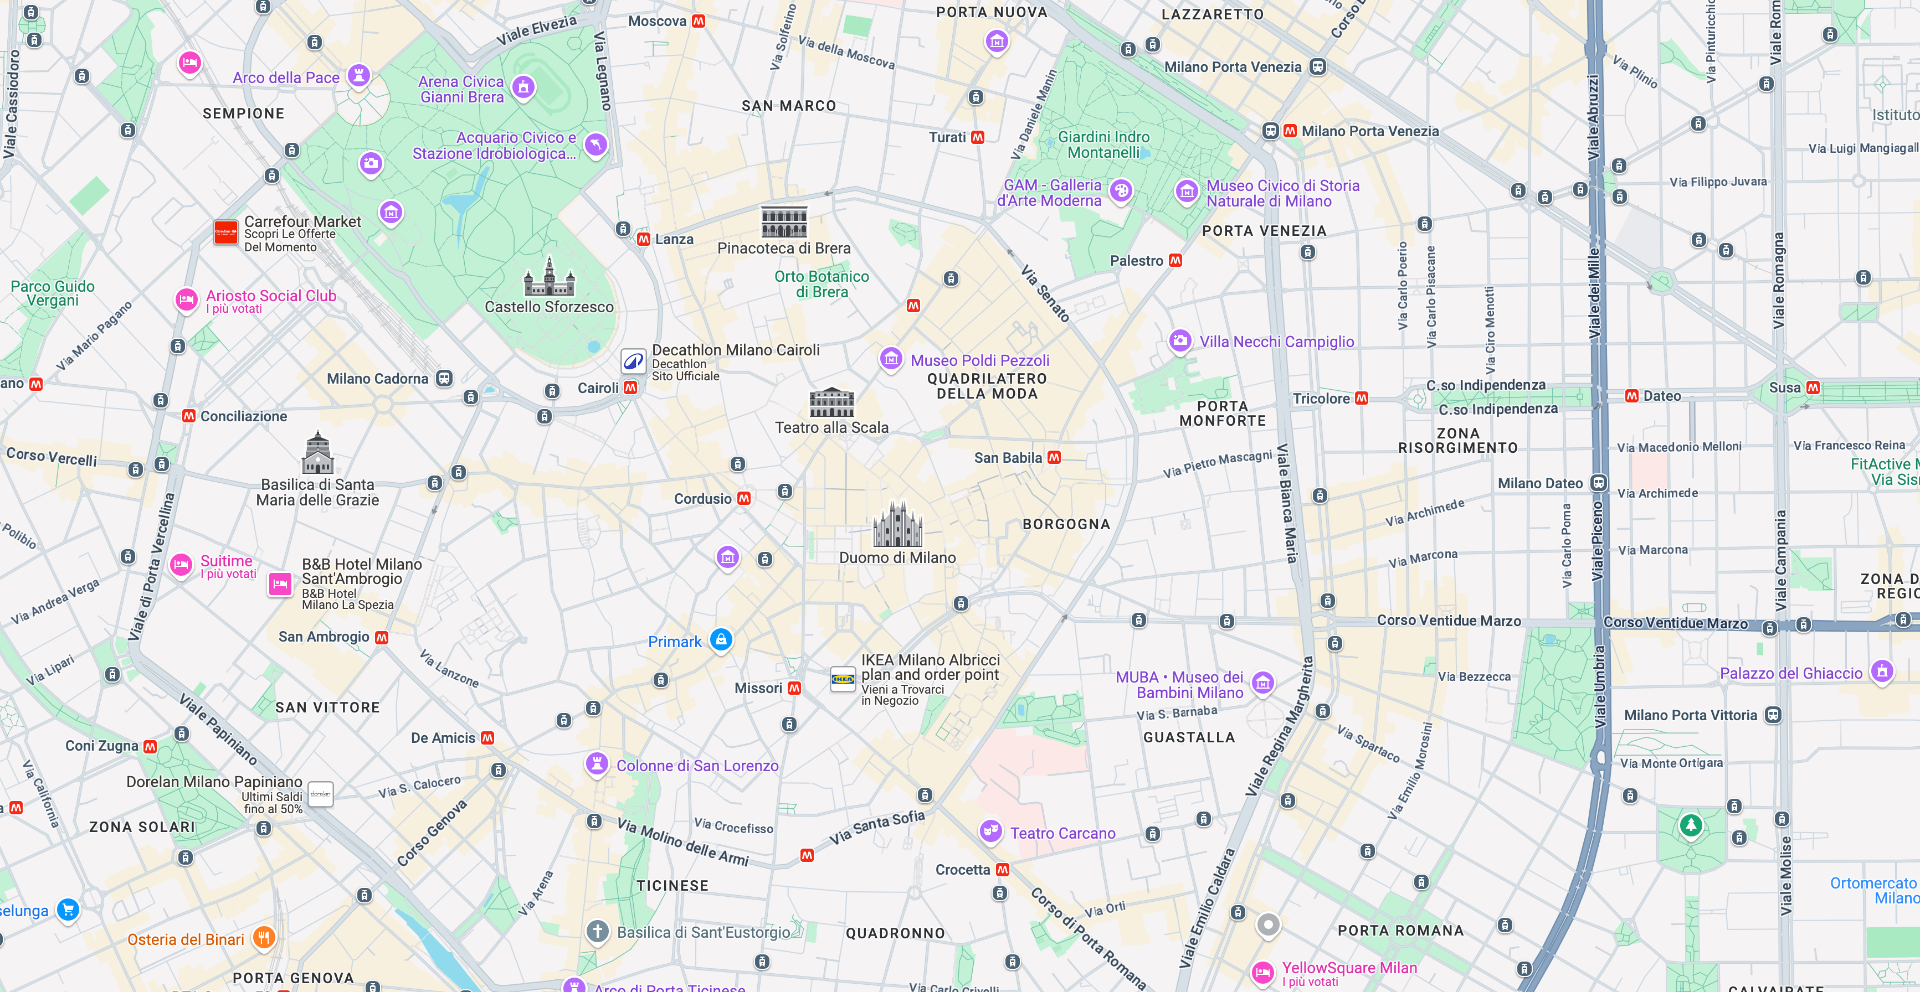 Moscova
PORTA NUOVA
LAZZARETTO
Viale Elvezia
Via Solferino
Via della Moscova
Via Legnano
Viale Cassiodoro
Corso
Via Pinturicchio
Viale Romagna
Via Plinio
Milano Porta Venezia
Arco della Pace
Arena Civica
Gianni Brera
SEMPIONE
SAN MARCO
Via Daniele Manin
Viale Abruzzi
Istituto
Acquario Civico e
Stazione Idrobiologica...
Turati
Giardini Indro
Montanelli
Milano Porta Venezia
Via Luigi Mangiagall
Via Filippo Juvara
GAM - Galleria
d'Arte Moderna
Museo Civico di Storia
Naturale di Milano
Carrefour Market
Scopri Le Offerte
Del Momento
Lanza
Pinacoteca di Brera
PORTA VENEZIA
Palestro
Via Senato
Via Carlo Poerio
Via Carlo Pisacane
Via Ciro Menotti
Viale dei Mille
Viale Romagna
Parco Guido
Vergani
Ariosto Social Club
I più votati
Castello Sforzesco
Orto Botanico
di Brera
Via Mario Pagano
Decathlon Milano Cairoli
Decathlon
Sito Ufficiale
Villa Necchi Campiglio
Museo Poldi Pezzoli
QUADRILATERO
DELLA MODA
Milano Cadorna
Cairoli
ano
Conciliazione
Teatro alla Scala
PORTA
MONFORTE
Tricolore
C.so Indipendenza
C.so Indipendenza
Dateo
Susa
ZONA
RISORGIMENTO
Via Macedonio Melloni
Via Francesco Reina
Corso Vercelli
Basilica di Santa
Maria delle Grazie
San Babila
Via Pietro Mascagni
Viale Bianca Maria
FitActive M
Via Sis
Milano Dateo
Via Archimede
Via Archimede
Cordusio
Duomo di Milano
BORGOGNA
Polibio
Viale di Porta Vercellina
Via Marcona
Via Marcona
Via Carlo Poma
Viale Piceno
Viale Campania
Suitime
I più votati
B&B Hotel Milano
Sant'Ambrogio
B&B Hotel
Milano La Spezia
Via Andrea Verga
ZONA D
REGIO
Corso Ventidue Marzo
Corso Ventidue Marzo
San Ambrogio
Primark
Via Lipari
Via Lanzone
IKEA
IKEA Milano Albricci
plan and order point
Vieni a Trovarci
in Negozio
Missori
MUBA • Museo dei
Bambini Milano
Via S. Barnaba
GUASTALLA
Viale Regina Margherita
Via Bezzecca
Viale Umbria
Palazzo del Ghiaccio
Milano Porta Vittoria
SAN VITTORE
Viale Papiniano
Coni Zugna
De Amicis
Via Spartaco
Via Emilio Morosini
Via Monte Ortigara
Via California
Dorelan Milano Papiniano
Ultimi Saldi
fino al 50%
Via S. Calocero
Colonne di San Lorenzo
ZONA SOLARI
Corso Genova
Via Molino delle Armi
Via Crocefisso
Via Santa Sofia
Teatro Carcano
Crocetta
TICINESE
Via Arena
Viale Emilio Caldara
Viale Molise
Ortomercato
Milano
selunga
Osteria del Binari
Basilica di Sant'Eustorgio
QUADRONNO
Via Orti
Corso di Porta Romana
PORTA ROMANA
PORTA GENOVA
YellowSquare Milan
I più votati
Arco di Porta Ticinese
Via Carlo Crivelli
CALVAIRATE